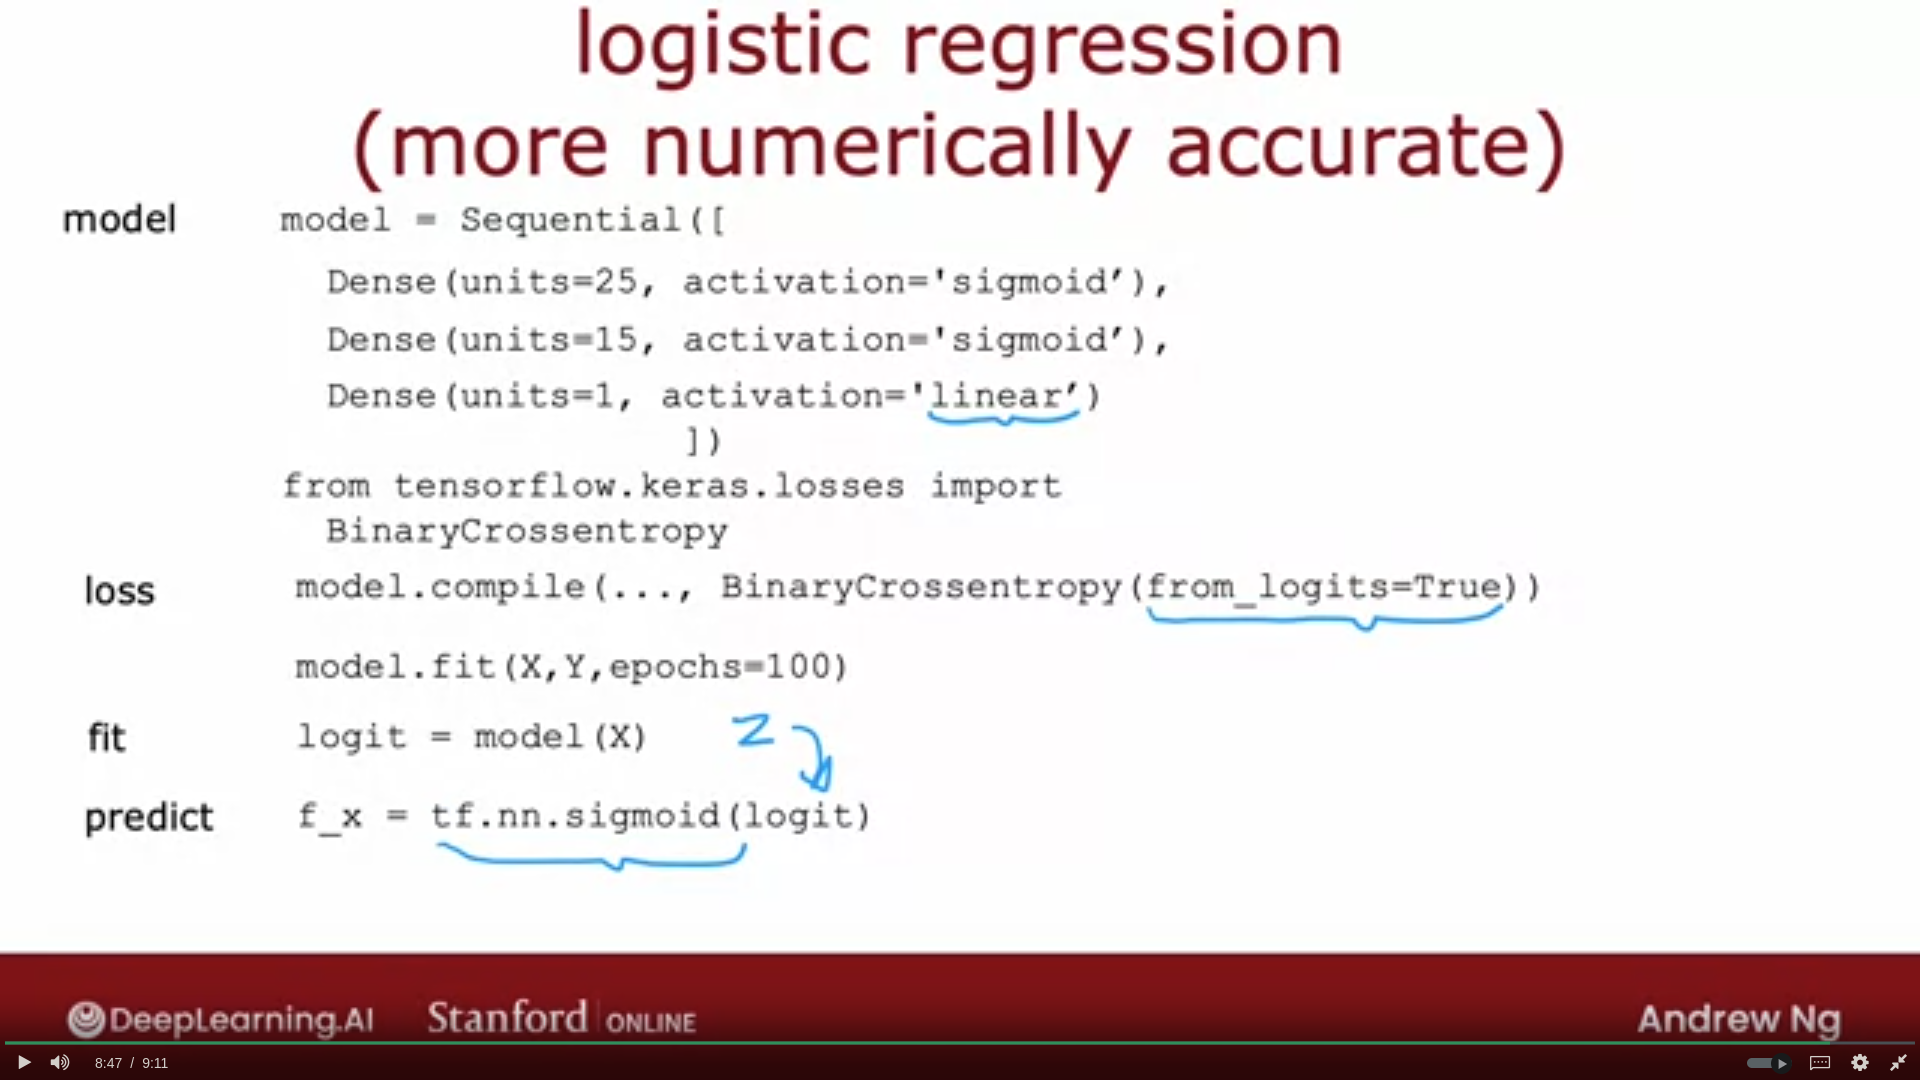 logistic regression
(more numerically accurate)
model model = Sequential([
Dense(units=25, activation='sigmoid’),
Dense(units=15, activation='sigmoid’),
Dense(units=1, activation='linear’)
])
from tensorflow.keras.losses import
BinaryCrossentropy
loss model.compile(..., BinaryCrossentropy(from_logits=True))
model.fit(X,Y,epochs=100)
fit logit = model(X) z
predict f_x = tf.nn.sigmoid(logit)
DeepLearning.AI Stanford ONLINE Andrew Ng
8:47 / 9:11